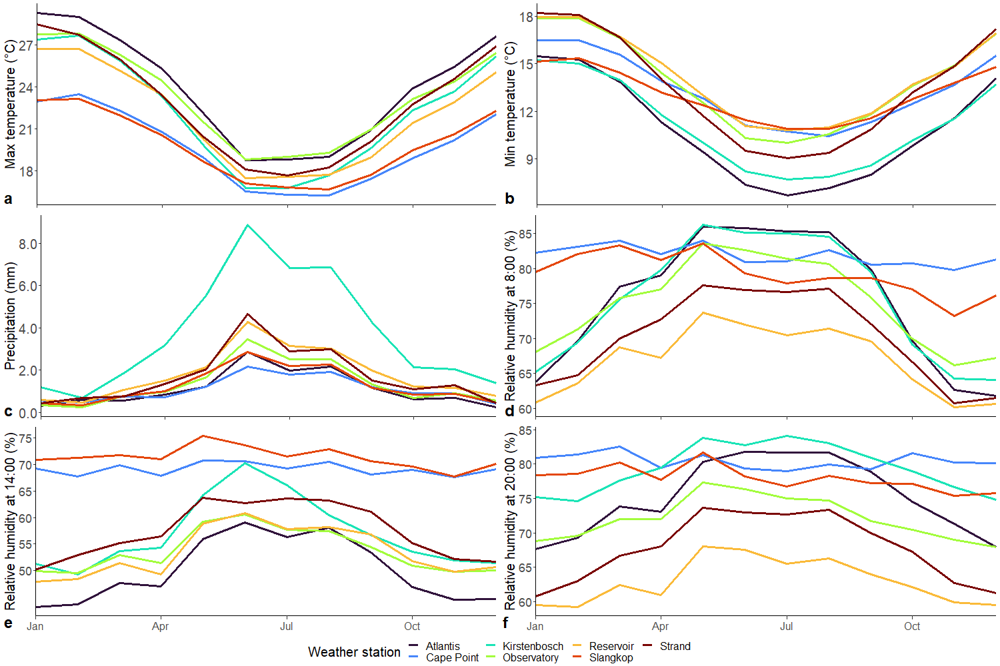 Max temperature (°C)
27
24
21
18
a
Min temperature (°C)
18
15
12
9
b
Precipitation (mm)
8.0
6.0
4.0
2.0
0.0
c
Relative humidity at 8:00 (%)
85
80
75
70
65
60
d
Relative humidity at 14:00 (%)
75
70
65
60
55
50
e
Jan Apr Jul Oct
Relative humidity at 20:00 (%)
85
80
75
70
65
60
f
Jan Apr Jul Oct
Weather station
Atlantis Kirstenbosch Reservoir Strand
Cape Point Observatory Slangkop